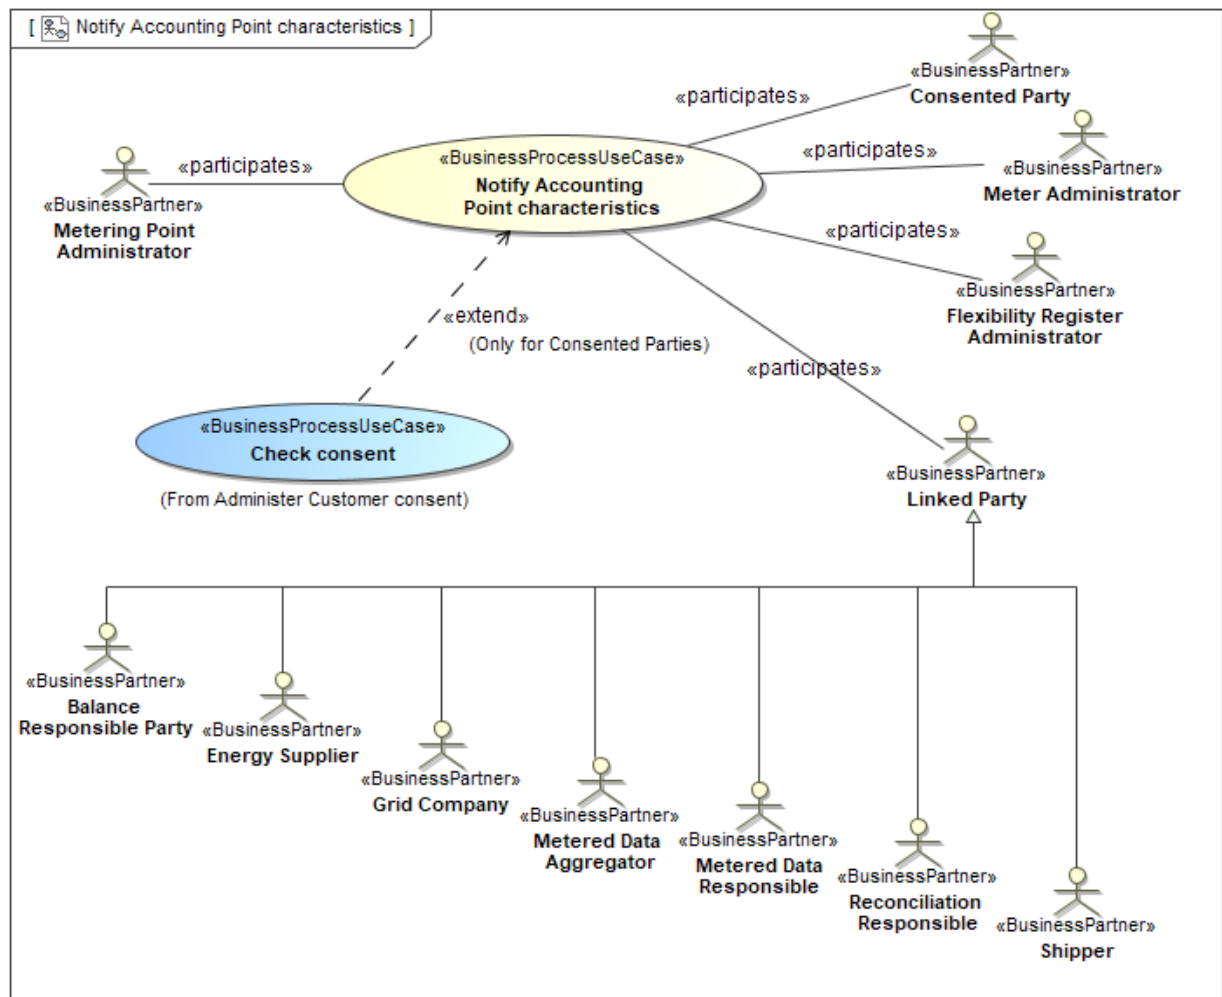 [ Notify Accounting Point characteristics ]
«BusinessPartner»
Consented Party
«participates»
«BusinessPartner»
Meter Administrator
«participates»
«BusinessPartner»
Metering Point
Administrator
«participates»
«BusinessProcessUseCase»
Notify Accounting
Point characteristics
«participates»
«BusinessPartner»
Flexibility Register
Administrator
«extend»
(Only for Consented Parties)
«participates»
«BusinessProcessUseCase»
Check consent
(From Administer Customer consent)
«BusinessPartner»
Linked Party
«BusinessPartner»
Balance
Responsible Party
«BusinessPartner»
Energy Supplier
«BusinessPartner»
Grid Company
«BusinessPartner»
Metered Data
Aggregator
«BusinessPartner»
Metered Data
Responsible
«BusinessPartner»
Reconciliation
Responsible
«BusinessPartner»
Shipper